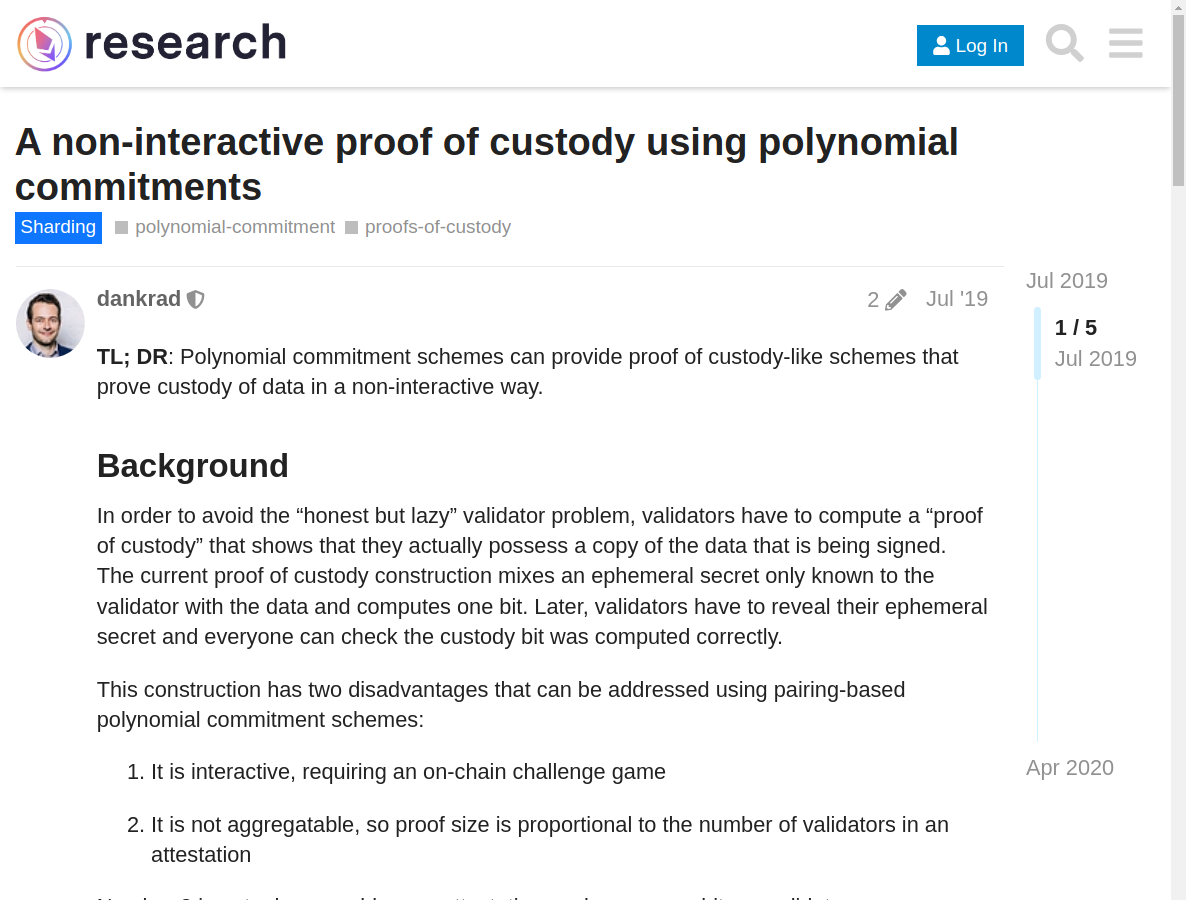 research
Log In
A non-interactive proof of custody using polynomial
commitments
Sharding polynomial-commitment proofs-of-custody
Jul 2019
dankrad 2 Jul '19
1 / 5
Jul 2019
TL; DR: Polynomial commitment schemes can provide proof of custody-like schemes that
prove custody of data in a non-interactive way.
Background
In order to avoid the “honest but lazy” validator problem, validators have to compute a “proof
of custody” that shows that they actually possess a copy of the data that is being signed.
The current proof of custody construction mixes an ephemeral secret only known to the
validator with the data and computes one bit. Later, validators have to reveal their ephemeral
secret and everyone can check the custody bit was computed correctly.
This construction has two disadvantages that can be addressed using pairing-based
polynomial commitment schemes:
1. It is interactive, requiring an on-chain challenge game
Apr 2020
2. It is not aggregatable, so proof size is proportional to the number of validators in an
attestation